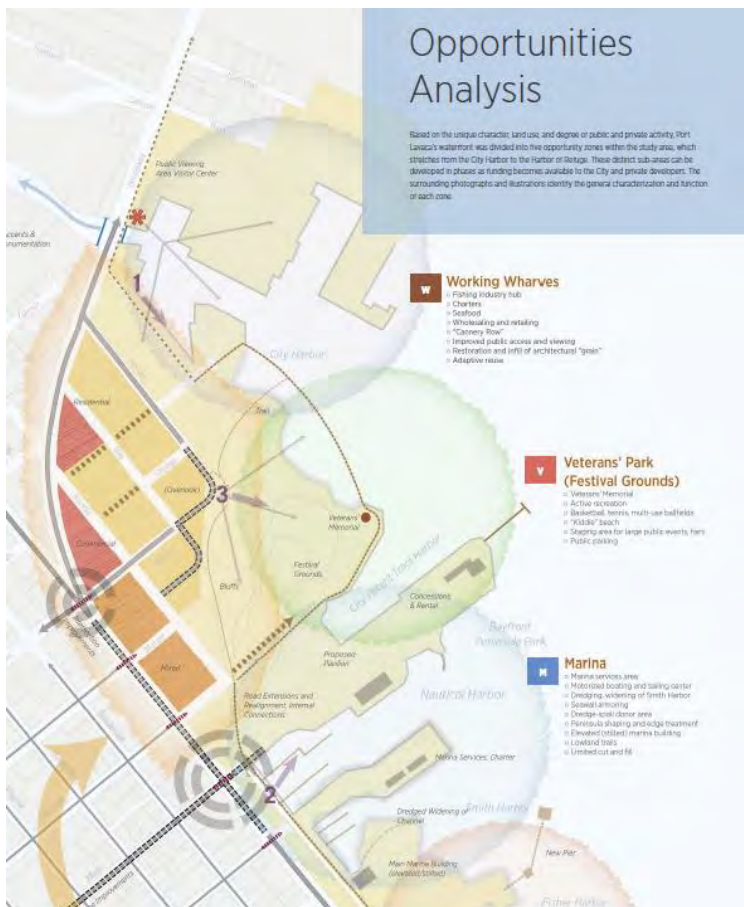 Opportunities
Analysis
Based on the unique character, land use, and degree or public and private activity, Port
Lavaca's waterfront was divided into five opportunity zones within the study area, which
stretches from the City Harbor to the Harbor of Refuge. These distinct sub-areas can be
developed in phases as funding becomes available to the City and private developers. The
surrounding photographs and illustrations identify the general characterization and function
of each zone.
Public Viewing
Area Visitor Center
1
City Harbor
W
Working Wharves
Fishing industry hub
Charters
Seafood
Wholesaling and retailing
"Cannery Row"
Improved public access and viewing
Restoration and infill of architectural "grain"
Adaptive reuse
Residential
Trail
(Overlook)
3
Veterans'
Memorial
Commercial
Festival
Grounds
Bluffs
Concessions
& Rental
V
Veterans' Park
(Festival Grounds)
Veterans' Memorial
Active recreation
Basketball, tennis, multi-use ballfields
"Kiddie" beach
Staging area for large public events, fairs
Public parking
Bayfront
Peninsula Park
Proposed
Pavilion
Mixed
Nautical Harbor
Road Extensions and
Realignment, Internal
Connections
M
Marina
Marina services area
Motorized boating and sailing center
Dredging, widening of Smith Harbor
Seawall armoring
Dredge-spoil donor area
Peninsula shaping and edge treatment
Elevated (stilted) marina building
Lowland trails
Limited cut and fill
Marina Services, Charter
2
Dredged Widening of
Channel
Smith Harbor
Main Marina Building
(elevated/stilted)
New Pier
Fisher Harbor
Improvements